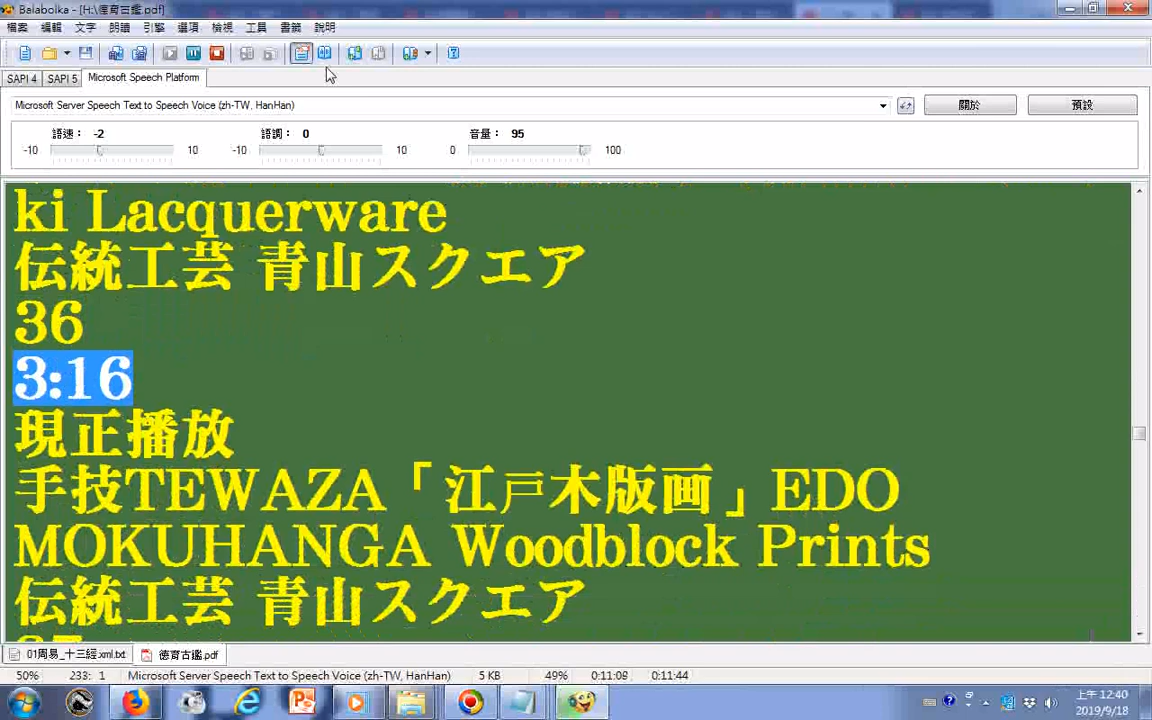 Balabolka - [H:\德育古鑑.pdf]
檔案 編輯 文字 朗讀 引擎 選項 檢視 工具 書籤 說明
SAPI 4 SAPI 5 Microsoft Speech Platform
Microsoft Server Speech Text to Speech Voice (zh-TW, HanHan) 關於 預設
語速： -2 語調： 0 音量： 95
-10 10 -10 10 0 100
ki Lacquerware
伝統工芸 青山スクエア
36
3:16
現正播放
手技TEWAZA「江戸木版画」EDO
MOKUHANGA Woodblock Prints
伝統工芸 青山スクエア
01周易_十三經.xml.txt 德育古鑑.pdf
50% 233: 1 Microsoft Server Speech Text to Speech Voice (zh-TW, HanHan) 5 KB 49% 0:11:08 0:11:44
上午 12:40
2019/9/18